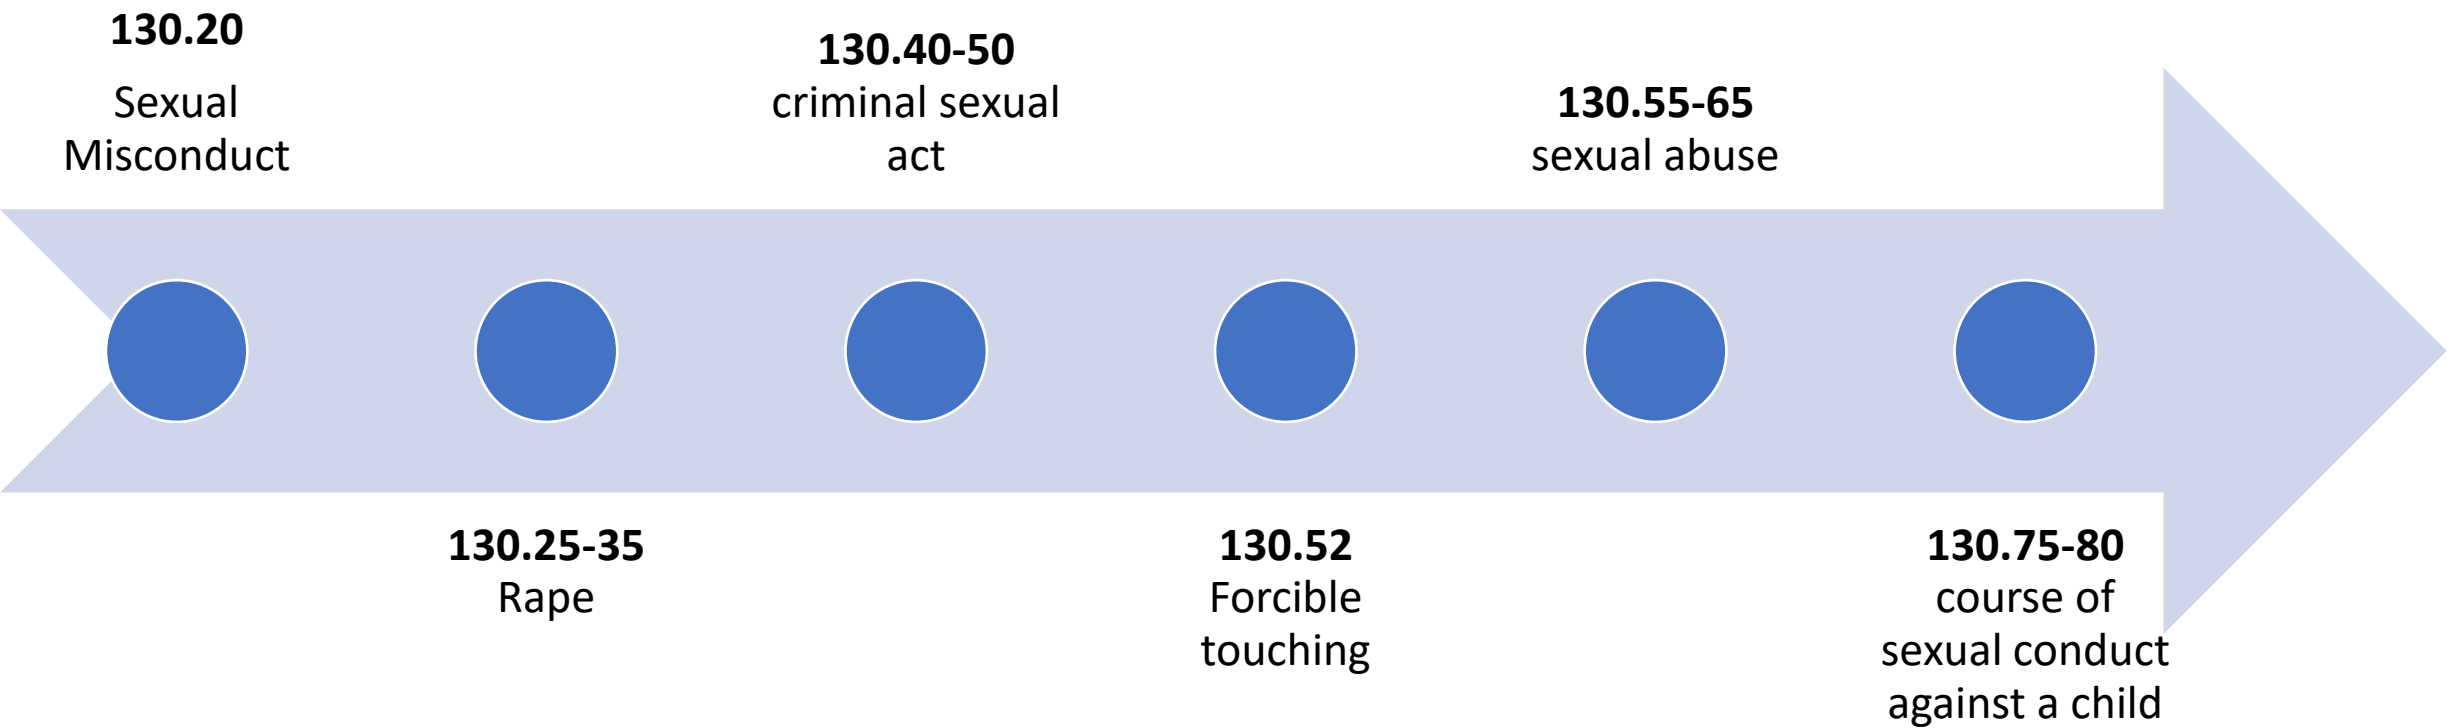 130.20
Sexual
Misconduct
130.25-35
Rape
130.40-50
criminal sexual
act
130.52
Forcible
touching
130.55-65
sexual abuse
130.75-80
course of
sexual conduct
against a child